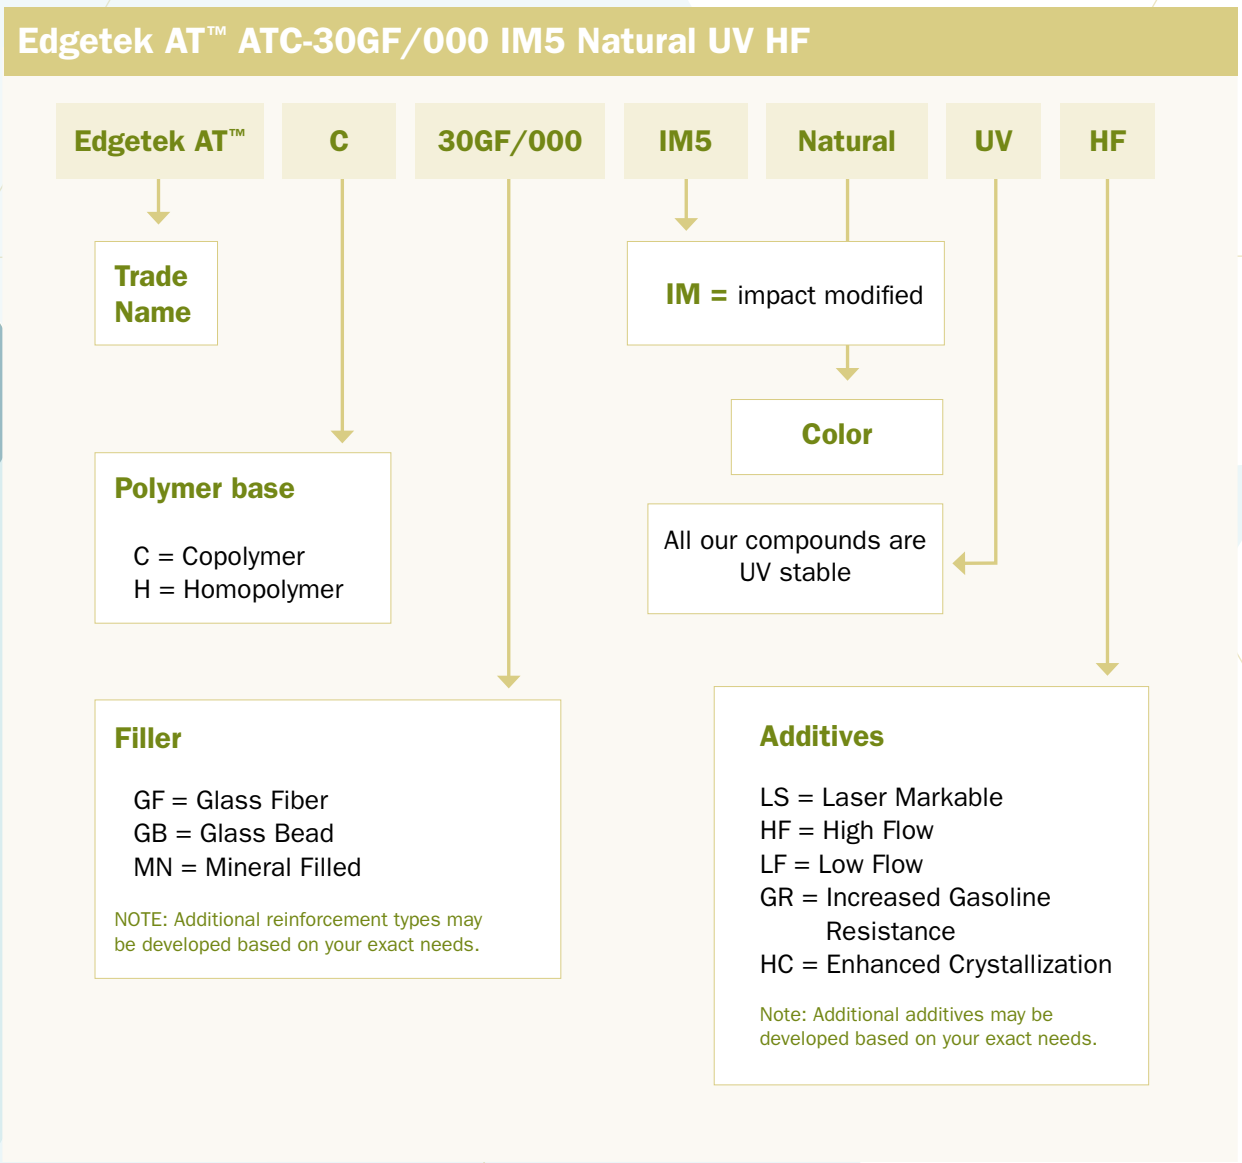 Edgetek AT™ ATC-30GF/000 IM5 Natural UV HF
Edgetek AT™ C 30GF/000 IM5 Natural UV HF
Trade
Name
IM = impact modified
Color
Polymer base
C = Copolymer
H = Homopolymer
All our compounds are
UV stable
Filler
GF = Glass Fiber
GB = Glass Bead
MN = Mineral Filled
NOTE: Additional reinforcement types may
be developed based on your exact needs.
Additives
LS = Laser Markable
HF = High Flow
LF = Low Flow
GR = Increased Gasoline
Resistance
HC = Enhanced Crystallization
Note: Additional additives may be
developed based on your exact needs.